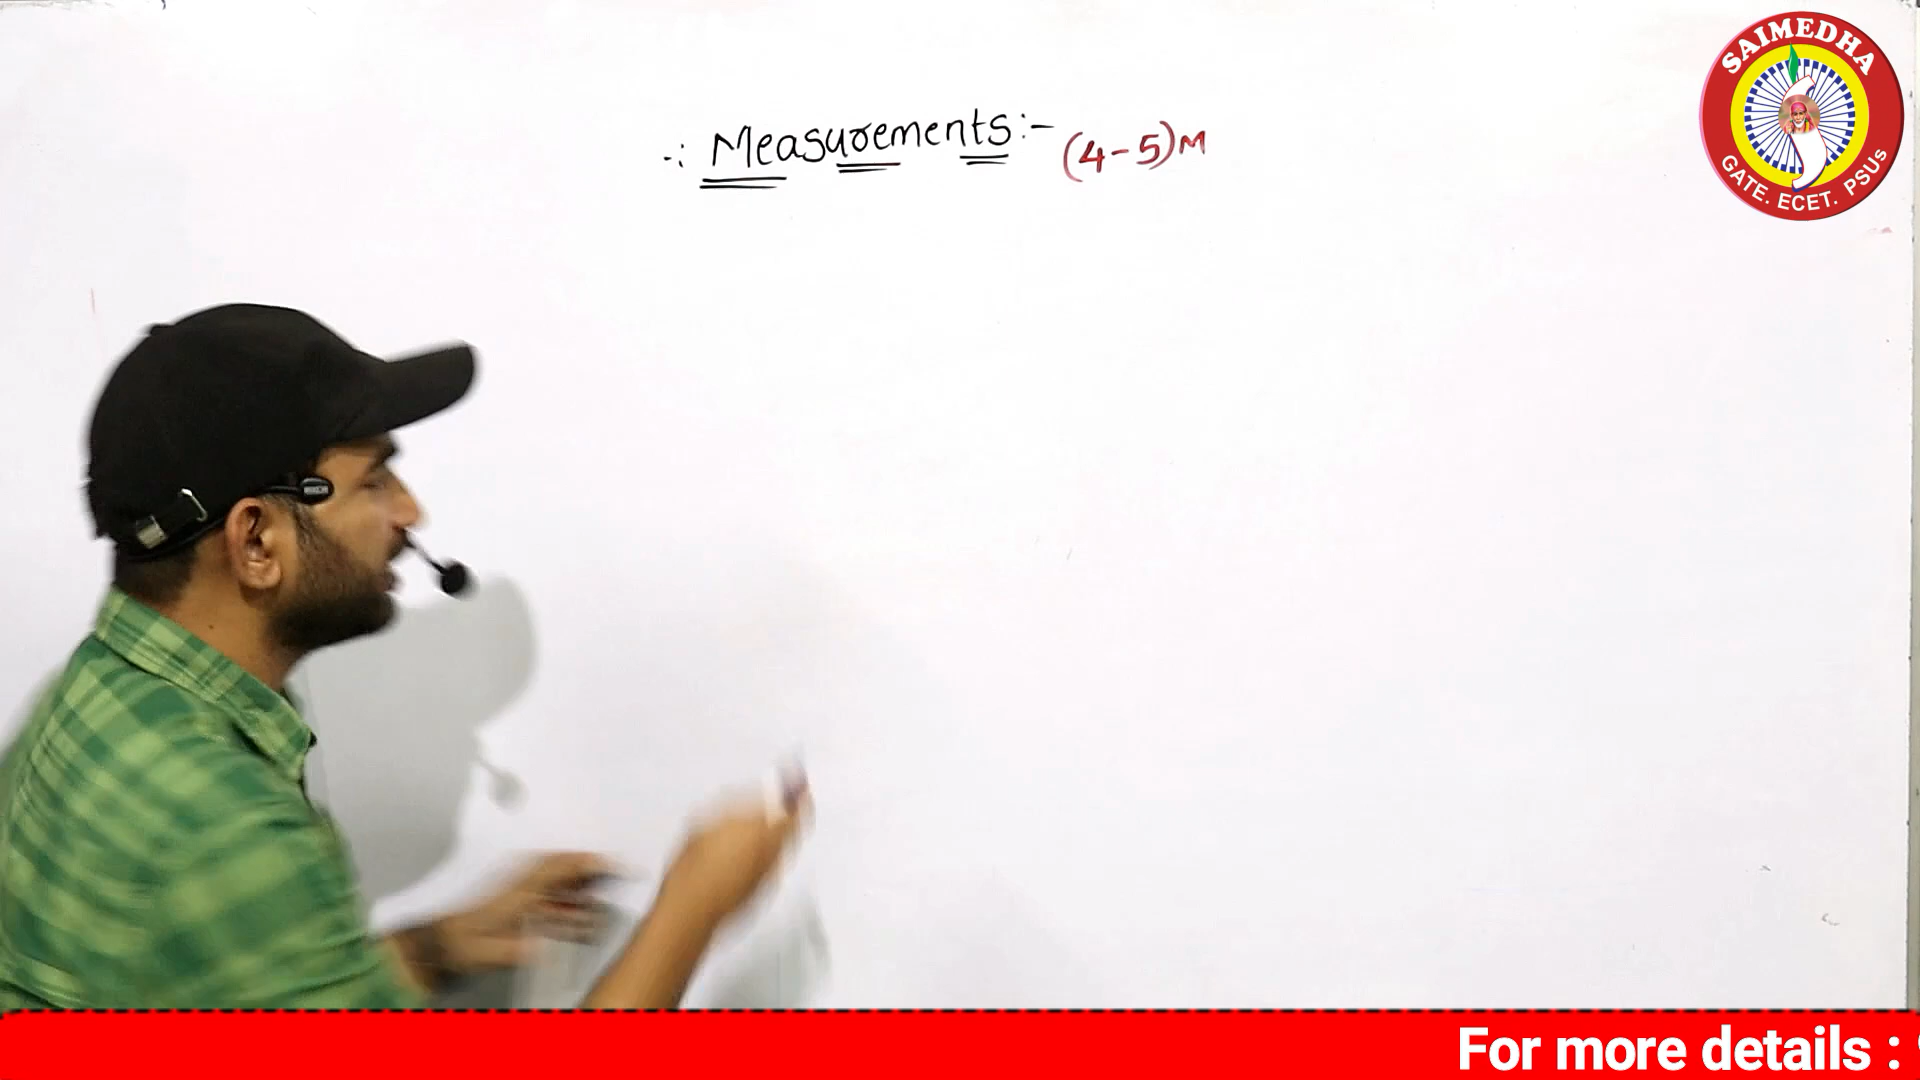 .: Measurements:- (4-5)M
SAIMEDHA
GATE. ECET. PSUs
For more details :